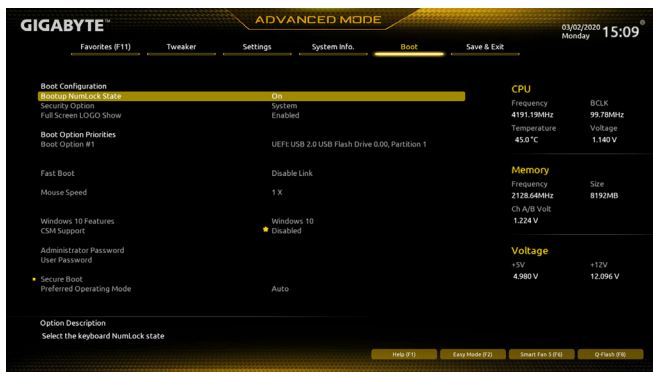 GIGABYTE™
ADVANCED MODE
03/02/2020
Monday
15:09
Favorites (F11) Tweaker Settings System Info. Boot Save & Exit
Boot Configuration
Bootup NumLock State On
Security Option System
Full Screen LOGO Show Enabled
Boot Option Priorities
Boot Option #1 UEFI: USB 2.0 USB Flash Drive 0.00, Partition 1
Fast Boot Disable Link
Mouse Speed 1 X
Windows 10 Features Windows 10
CSM Support Disabled
Administrator Password
User Password
Secure Boot
Preferred Operating Mode Auto
CPU
Frequency BCLK
4191.19MHz 99.78MHz
Temperature Voltage
45.0 °C 1.140 V
Memory
Frequency Size
2128.64MHz 8192MB
Ch A/B Volt
1.224 V
Voltage
+5V +12V
4.980 V 12.096 V
Option Description
Select the keyboard NumLock state
Help (F1) Easy Mode (F2) Smart Fan 5 (F6) Q-Flash (F8)